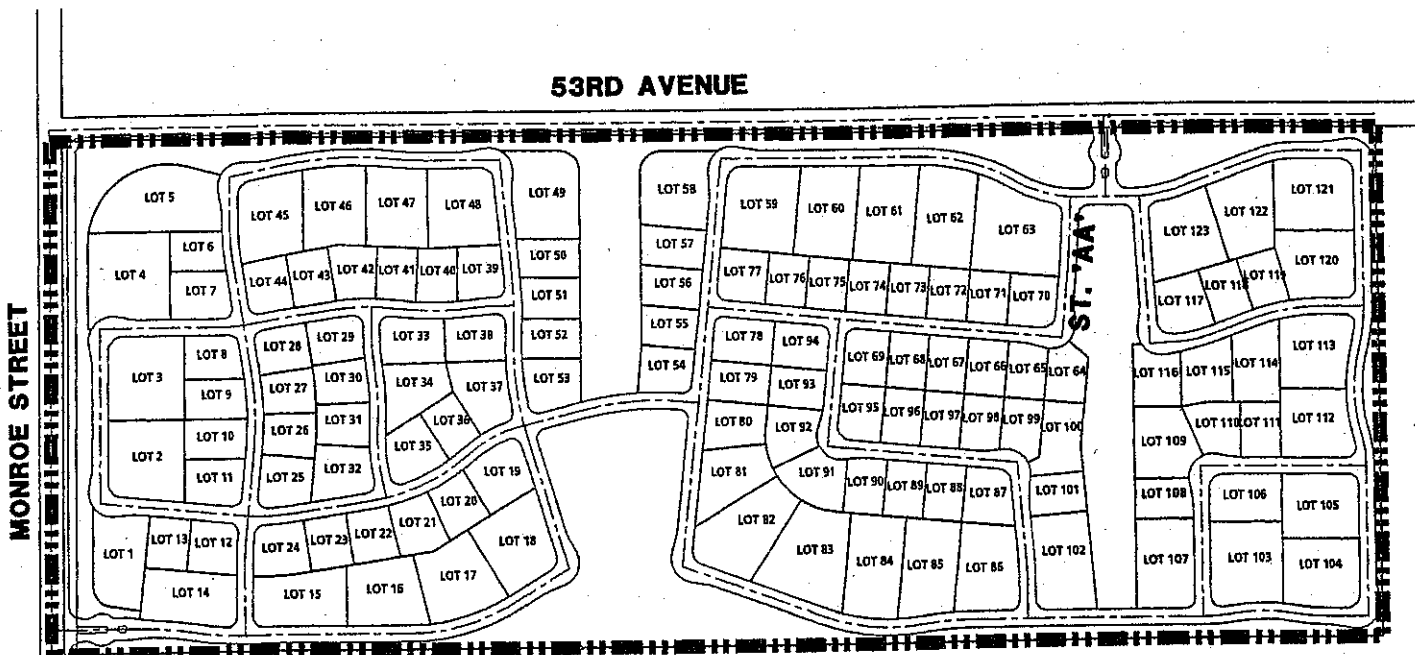 53RD AVENUE
MONROE STREET
ST. "AA"
LOT 5
LOT 45
LOT 46
LOT 47
LOT 48
LOT 49
LOT 58
LOT 59
LOT 60
LOT 61
LOT 62
LOT 63
LOT 123
LOT 122
LOT 121
LOT 4
LOT 6
LOT 7
LOT 44
LOT 43
LOT 42
LOT 41
LOT 40
LOT 39
LOT 50
LOT 51
LOT 52
LOT 53
LOT 57
LOT 56
LOT 55
LOT 54
LOT 77
LOT 76
LOT 75
LOT 74
LOT 73
LOT 72
LOT 71
LOT 70
LOT 117
LOT 118
LOT 119
LOT 120
LOT 3
LOT 8
LOT 9
LOT 28
LOT 29
LOT 27
LOT 30
LOT 33
LOT 38
LOT 34
LOT 37
LOT 78
LOT 94
LOT 79
LOT 93
LOT 69
LOT 68
LOT 67
LOT 66
LOT 65
LOT 64
LOT 116
LOT 115
LOT 114
LOT 113
LOT 2
LOT 10
LOT 11
LOT 26
LOT 31
LOT 25
LOT 32
LOT 35
LOT 36
LOT 80
LOT 92
LOT 95
LOT 96
LOT 97
LOT 98
LOT 99
LOT 100
LOT 109
LOT 110
LOT 111
LOT 112
LOT 81
LOT 91
LOT 90
LOT 89
LOT 88
LOT 87
LOT 101
LOT 108
LOT 106
LOT 105
LOT 1
LOT 13
LOT 12
LOT 24
LOT 23
LOT 22
LOT 21
LOT 20
LOT 19
LOT 14
LOT 15
LOT 16
LOT 17
LOT 18
LOT 82
LOT 83
LOT 84
LOT 85
LOT 86
LOT 102
LOT 107
LOT 103
LOT 104